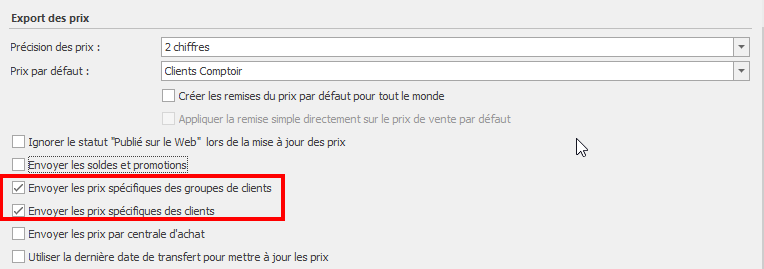 Export des prix
Précision des prix : 2 chiffres
Prix par défaut : Clients Comptoir
Créer les remises du prix par défaut pour tout le monde
Appliquer la remise simple directement sur le prix de vente par défaut
Ignorer le statut "Publié sur le Web" lors de la mise à jour des prix
Envoyer les soldes et promotions
Envoyer les prix spécifiques des groupes de clients
Envoyer les prix spécifiques des clients
Envoyer les prix par centrale d'achat
Utiliser la dernière date de transfert pour mettre à jour les prix